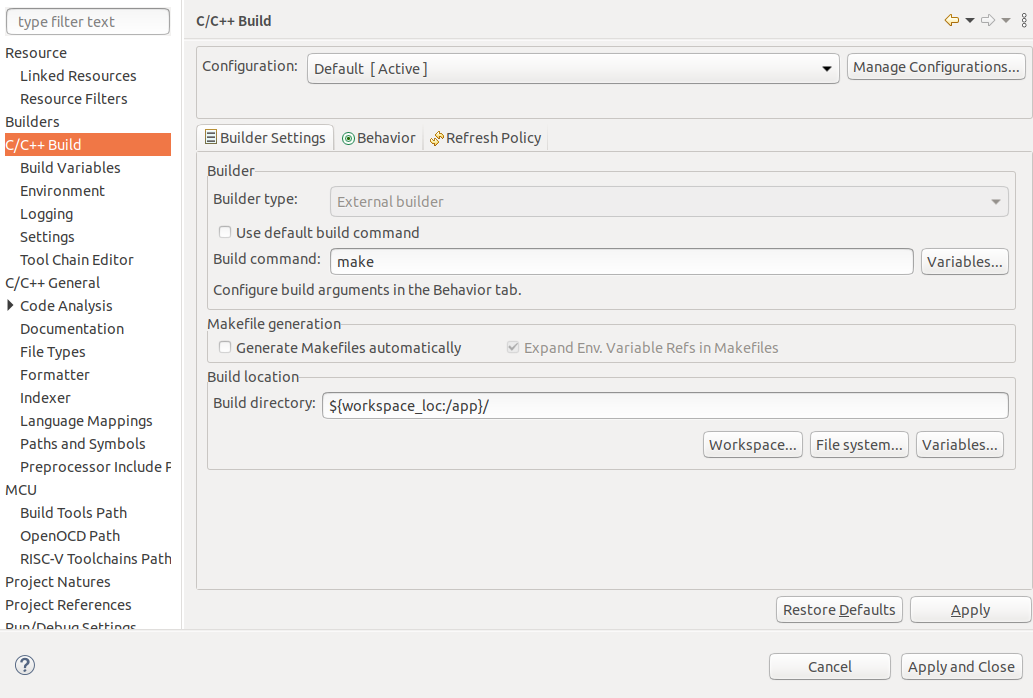 type filter text
Resource
Linked Resources
Resource Filters
Builders
C/C++ Build
Build Variables
Environment
Logging
Settings
Tool Chain Editor
C/C++ General
Code Analysis
Documentation
File Types
Formatter
Indexer
Language Mappings
Paths and Symbols
Preprocessor Include P
MCU
Build Tools Path
OpenOCD Path
RISC-V Toolchains Path
Project Natures
Project References
Run/Debug Settings
C/C++ Build
Configuration: Default [ Active ] Manage Configurations...
Builder Settings Behavior Refresh Policy
Builder
Builder type: External builder
Use default build command
Build command: make Variables...
Configure build arguments in the Behavior tab.
Makefile generation
Generate Makefiles automatically Expand Env. Variable Refs in Makefiles
Build location
Build directory: ${workspace_loc:/app}/
Workspace... File system... Variables...
Restore Defaults Apply
? Cancel Apply and Close